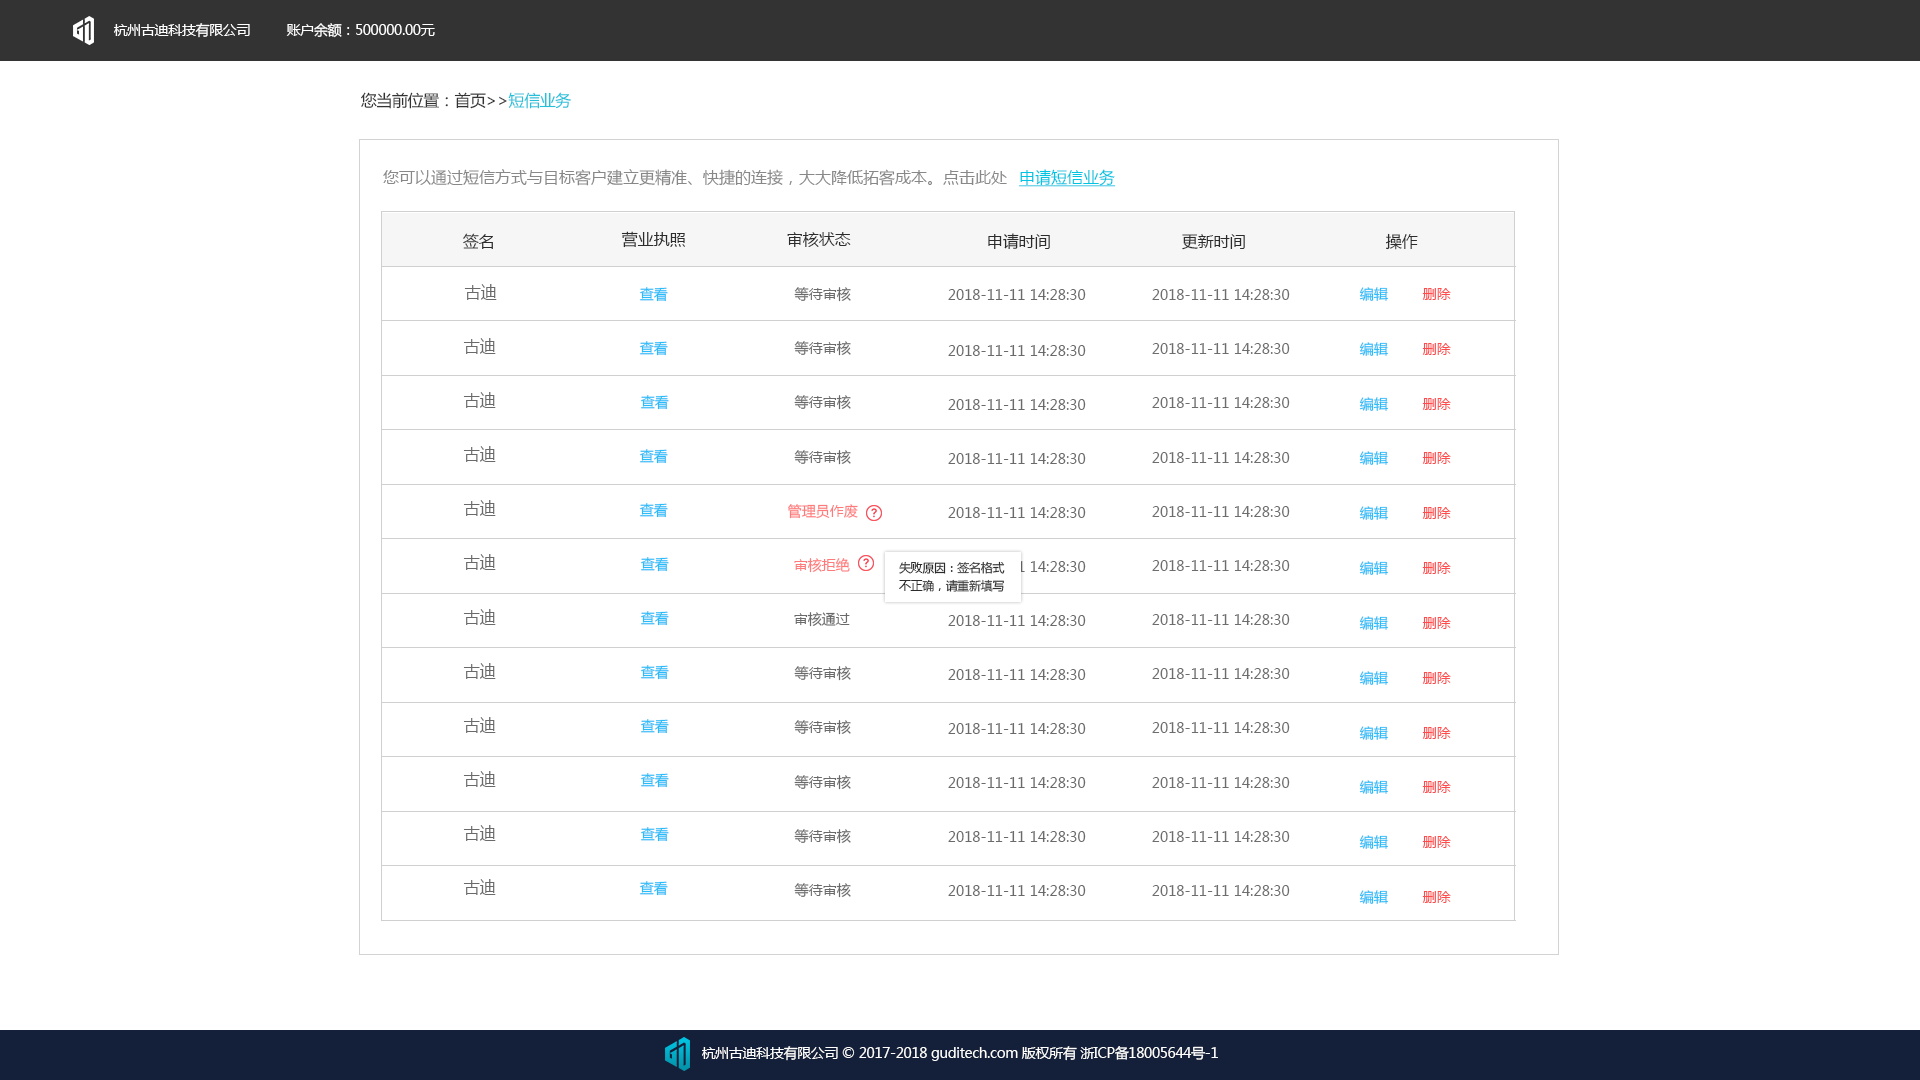 杭州古迪科技有限公司 账户余额：500000.00元
您当前位置：首页>>短信业务
您可以通过短信方式与目标客户建立更精准、快捷的连接，大大降低拓客成本。点击此处 申请短信业务
签名 营业执照 审核状态 申请时间 更新时间 操作
古迪 查看 等待审核 2018-11-11 14:28:30 2018-11-11 14:28:30 编辑 删除
古迪 查看 等待审核 2018-11-11 14:28:30 2018-11-11 14:28:30 编辑 删除
古迪 查看 等待审核 2018-11-11 14:28:30 2018-11-11 14:28:30 编辑 删除
古迪 查看 等待审核 2018-11-11 14:28:30 2018-11-11 14:28:30 编辑 删除
古迪 查看 管理员作废 ? 2018-11-11 14:28:30 2018-11-11 14:28:30 编辑 删除
古迪 查看 审核拒绝 ? 1 14:28:30 2018-11-11 14:28:30 编辑 删除
失败原因：签名格式
不正确，请重新填写
古迪 查看 审核通过 2018-11-11 14:28:30 2018-11-11 14:28:30 编辑 删除
古迪 查看 等待审核 2018-11-11 14:28:30 2018-11-11 14:28:30 编辑 删除
古迪 查看 等待审核 2018-11-11 14:28:30 2018-11-11 14:28:30 编辑 删除
古迪 查看 等待审核 2018-11-11 14:28:30 2018-11-11 14:28:30 编辑 删除
古迪 查看 等待审核 2018-11-11 14:28:30 2018-11-11 14:28:30 编辑 删除
古迪 查看 等待审核 2018-11-11 14:28:30 2018-11-11 14:28:30 编辑 删除
杭州古迪科技有限公司 © 2017-2018 guditech.com 版权所有 浙ICP备18005644号-1